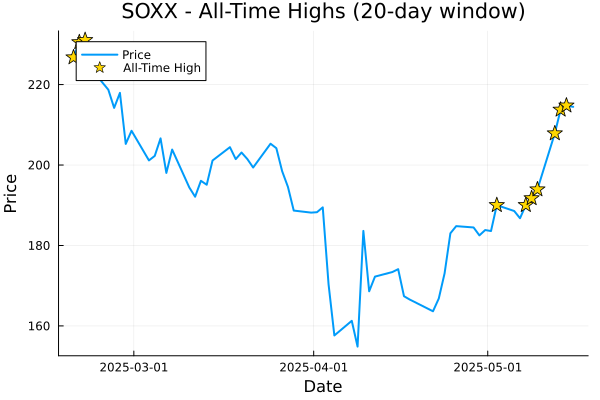 SOXX - All-Time Highs (20-day window)
Price
All-Time High
220
200
180
160
Price
2025-03-01
2025-04-01
2025-05-01
Date